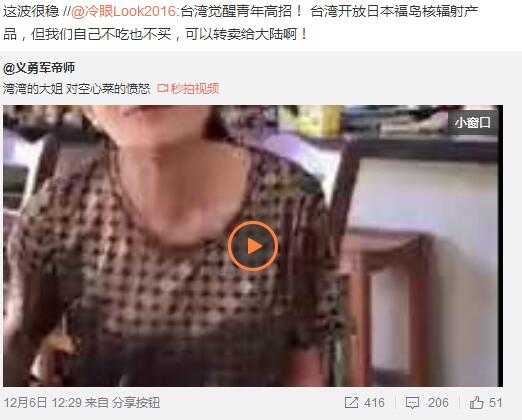 这波很稳 //@冷眼Look2016:台湾觉醒青年高招！ 台湾开放日本福岛核辐射产
品，但我们自己不吃也不买，可以转卖给大陆啊！
@义勇军帝师
湾湾的大姐 对空心菜的愤怒 秒拍视频
小窗口
12月6日 12:29 来自 分享按钮
416
206
51